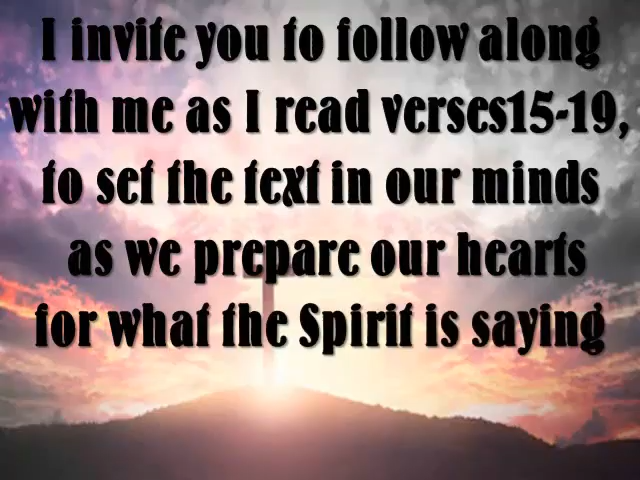 I invite you to follow along
with me as I read verses15-19,
to set the text in our minds
as we prepare our hearts
for what the Spirit is saying